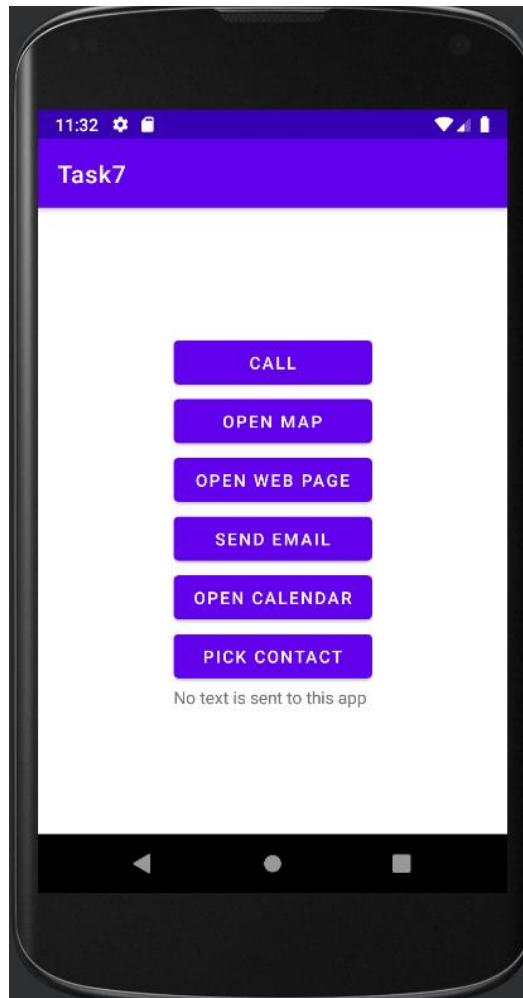 11:32
Task7
CALL
OPEN MAP
OPEN WEB PAGE
SEND EMAIL
OPEN CALENDAR
PICK CONTACT
No text is sent to this app